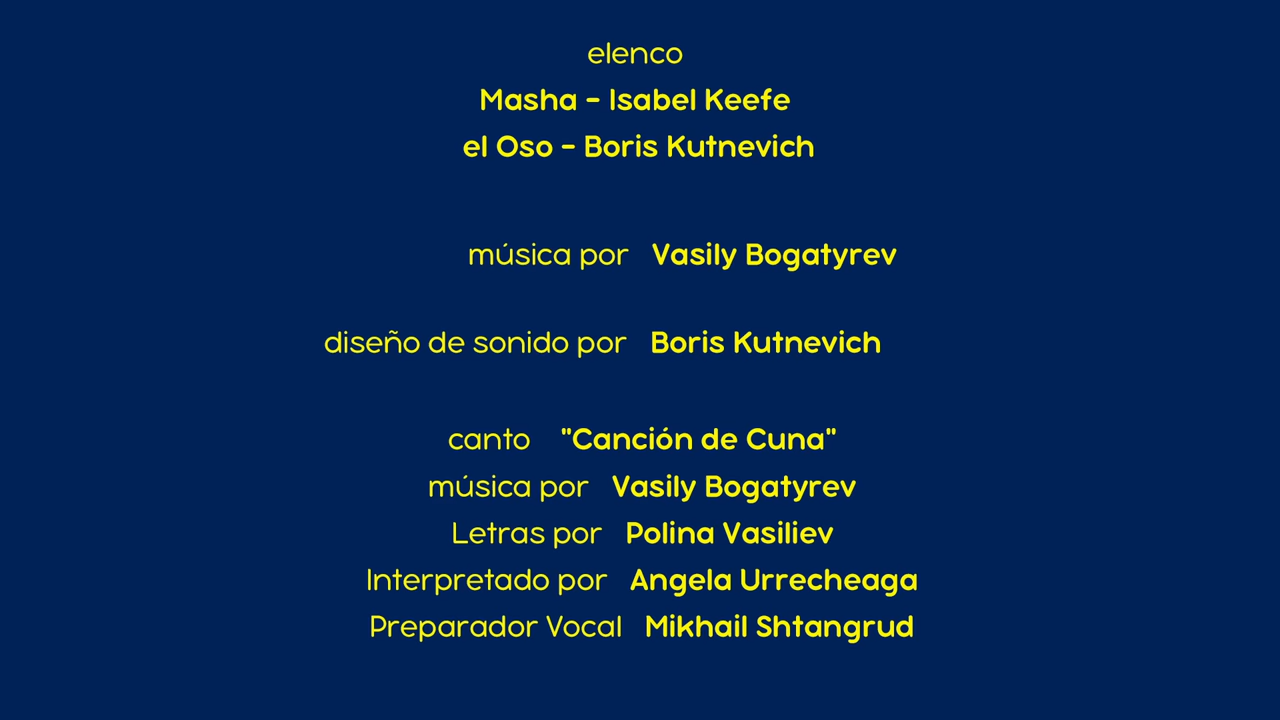 elenco
Masha - Isabel Keefe
el Oso - Boris Kutnevich
música por Vasily Bogatyrev
diseño de sonido por Boris Kutnevich
canto "Canción de Cuna"
música por Vasily Bogatyrev
Letras por Polina Vasiliev
Interpretado por Angela Urrecheaga
Preparador Vocal Mikhail Shtangrud